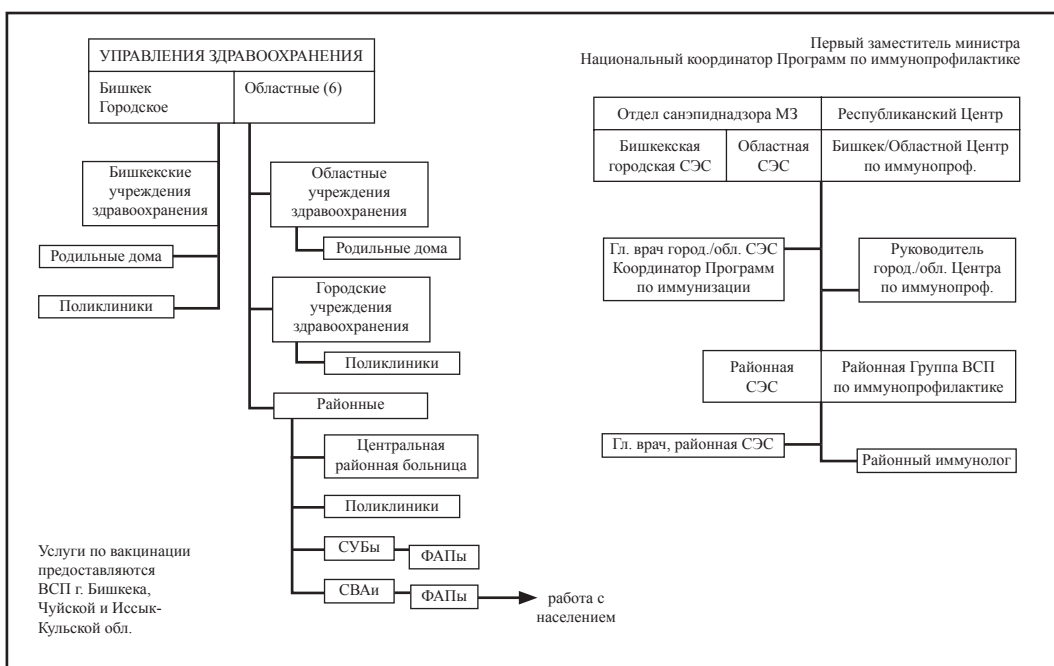 УПРАВЛЕНИЯ ЗДРАВООХРАНЕНИЯ
Бишкек
Городское
Областные (6)
Бишкекские
учреждения
здравоохранения
Родильные дома
Поликлиники
Областные
учреждения
здравоохранения
Родильные дома
Городские
учреждения
здравоохранения
Поликлиники
Районные
Центральная
районная больница
Поликлиники
СУБы
ФАПы
СВАи
ФАПы
работа с
населением
Услуги по вакцинации
предоставляются
ВСП г. Бишкека,
Чуйской и Иссык-
Кульской обл.
Первый заместитель министра
Национальный координатор Программ по иммунопрофилактике
Отдел санэпиднадзора МЗ
Республиканский Центр
Бишкекская
городская СЭС
Областная
СЭС
Бишкек/Областной Центр
по иммунопроф.
Гл. врач город./обл. СЭС
Координатор Программ
по иммунизации
Руководитель
город./обл. Центра
по иммунопроф.
Районная
СЭС
Районная Группа ВСП
по иммунопрофилактике
Гл. врач, районная СЭС
Районный иммунолог